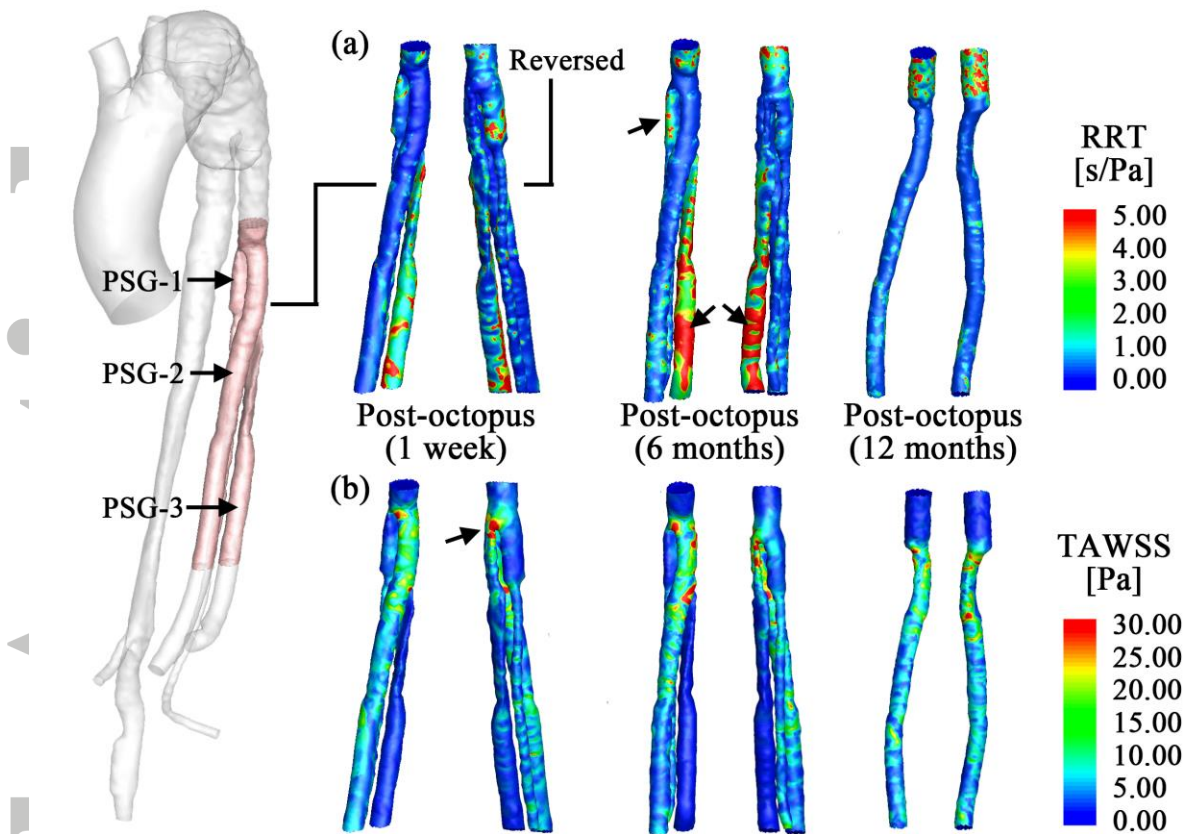 (a)
Reversed
RRT
[s/Pa]
5.00
4.00
3.00
2.00
1.00
0.00
PSG-1
PSG-2
PSG-3
Post-octopus
(1 week)
Post-octopus
(6 months)
Post-octopus
(12 months)
(b)
TAWSS
[Pa]
30.00
25.00
20.00
15.00
10.00
5.00
0.00